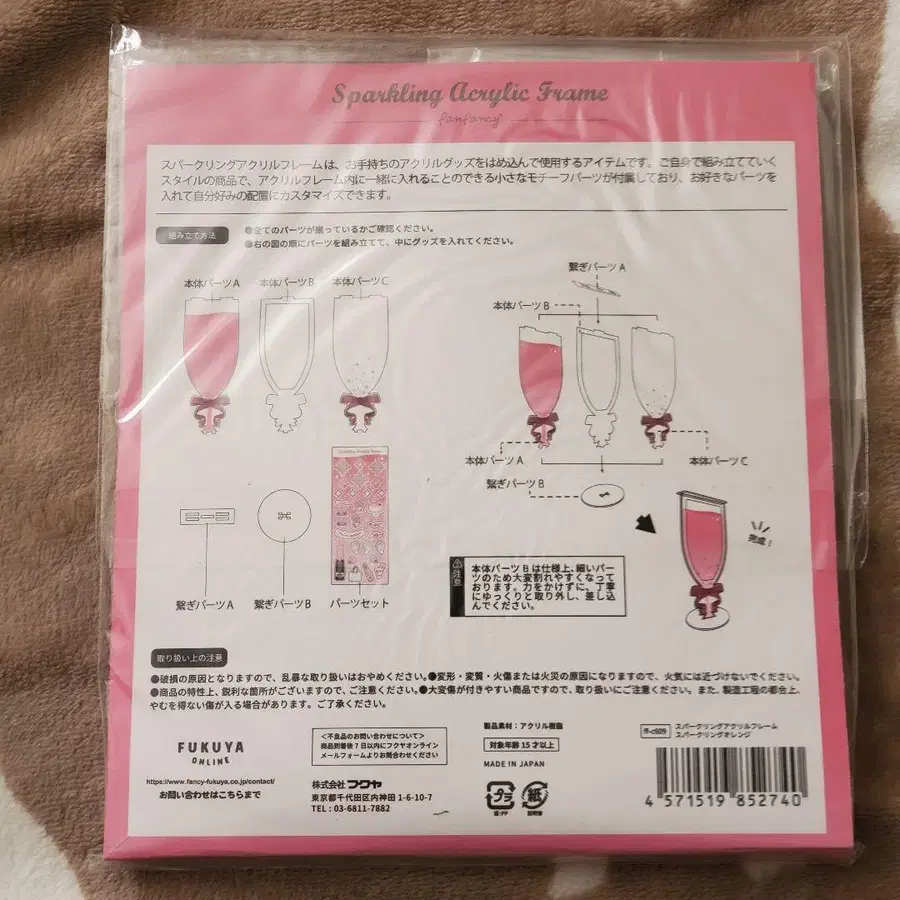 Sparkling Acrylic Frame
fanfancy
スパークリングアクリルフレームは、お手持ちのアクリルグッズをはめ込んで使用するアイテムです。ご自身で組み立てていく
スタイルの商品で、アクリルフレーム内に一緒に入れることのできる小さなモチーフパーツが付属しており、お好きなパーツを
入れて自分好みの配置にカスタマイズできます。
組み立て方法
●全てのパーツが揃っているかご確認ください。
●右の図の順にパーツを組み立てて、中にグッズを入れてください。
本体パーツA 本体パーツB 本体パーツC
繋ぎパーツA
本体パーツB
本体パーツA
本体パーツC
繋ぎパーツB
完成！
繋ぎパーツA 繋ぎパーツB パーツセット
注意
本体パーツBは仕様上、細いパー
ツのため大変割れやすくなって
おります。力をかけずに、丁寧
にゆっくりと取り外し、差し込
んでください。
取り扱い上の注意
●破損の原因となりますので、乱暴な取り扱いはおやめください。●変形・変質・火傷または火災の原因になりますので、火気には近づけないでください。
●商品の特性上、鋭利な箇所がございますので、ご注意ください。●大変傷が付きやすい商品ですので、取り扱いにご注意ください。また、製造工程の都合上、
やむを得ない傷が入る場合があります。ご了承ください。
FUKUYA
ONLINE
https://www.fancy-fukuya.co.jp/contact/
お問い合わせはこちらまで
＜不良品のお問い合わせについて＞
商品到着後7日以内にフクヤオンライン
メールフォームよりお問合わせください
株式会社フクヤ
東京都千代田区内神田1-6-10-7
TEL : 03-6811-7882
製品素材：アクリル樹脂
対象年齢15才以上
MADE IN JAPAN
プラ
紙
ff-c609
スパークリングアクリルフレーム
スパークリングオレンジ
4 571519 852740